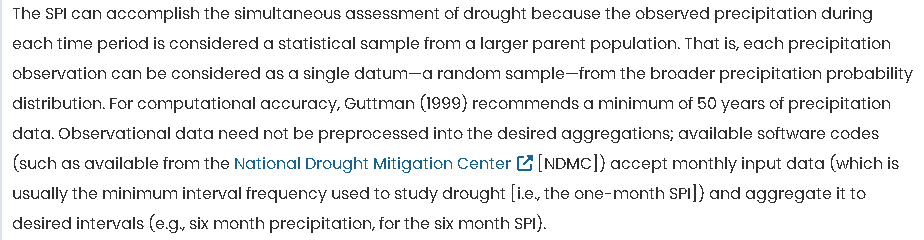 The SPI can accomplish the simultaneous assessment of drought because the observed precipitation during
each time period is considered a statistical sample from a larger parent population. That is, each precipitation
observation can be considered as a single datum—a random sample—from the broader precipitation probability
distribution. For computational accuracy, Guttman (1999) recommends a minimum of 50 years of precipitation
data. Observational data need not be preprocessed into the desired aggregations; available software codes
(such as available from the National Drought Mitigation Center [NDMC]) accept monthly input data (which is
usually the minimum interval frequency used to study drought [i.e., the one-month SPI]) and aggregate it to
desired intervals (e.g., six month precipitation, for the six month SPI).